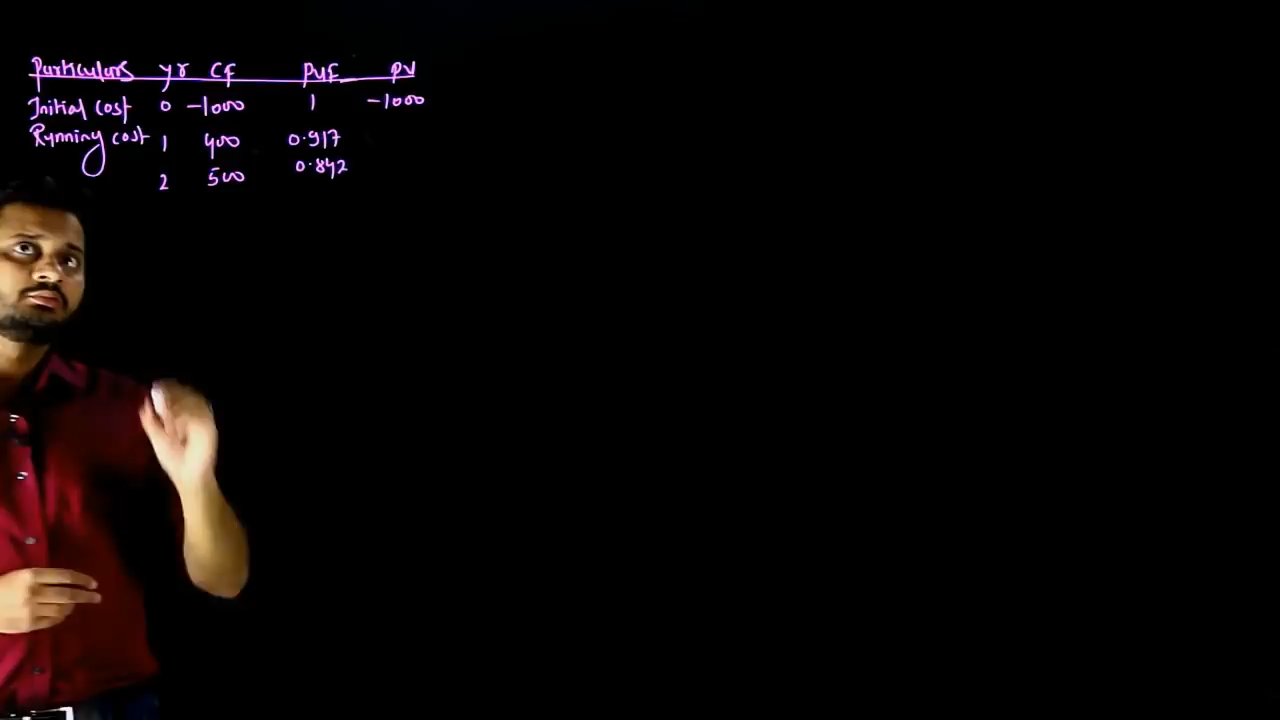 Particulars yr CF PVF PV
Initial cost 0 -1000 1 -1000
Running cost 1 400 0.917
2 500 0.842